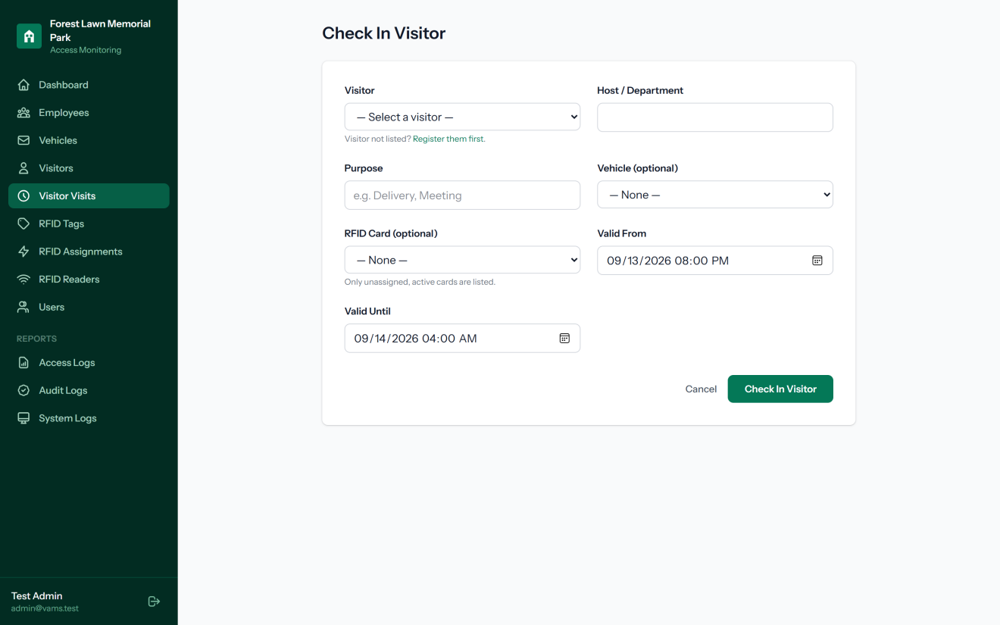 Forest Lawn Memorial
Park
Access Monitoring
Dashboard
Employees
Vehicles
Visitors
Visitor Visits
RFID Tags
RFID Assignments
RFID Readers
Users
REPORTS
Access Logs
Audit Logs
System Logs
Test Admin
admin@vams.test
Check In Visitor
Visitor
— Select a visitor —
Visitor not listed? Register them first.
Host / Department
Purpose
e.g. Delivery, Meeting
Vehicle (optional)
— None —
RFID Card (optional)
— None —
Only unassigned, active cards are listed.
Valid From
09/13/2026 08:00 PM
Valid Until
09/14/2026 04:00 AM
Cancel
Check In Visitor